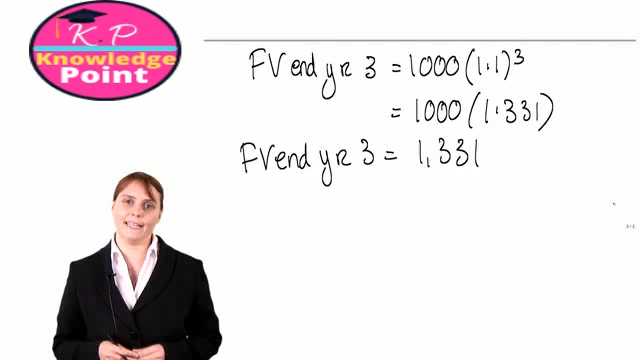 K.P
Knowledge
Point
FV end yr 3 = 1000 (1.1)³
= 1000 (1.331)
FV end yr 3 = 1,331